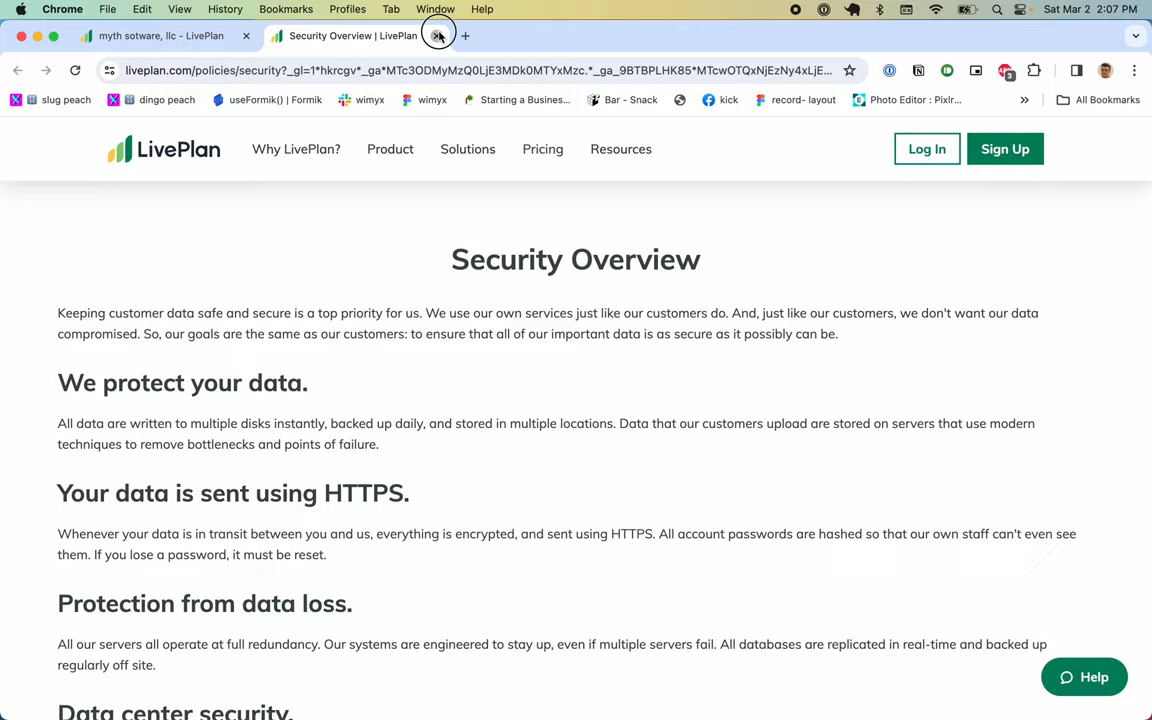 Chrome File Edit View History Bookmarks Profiles Tab Window Help Sat Mar 2 2:07 PM
myth sotware, llc - LivePlan Security Overview | LivePlan
liveplan.com/policies/security?_gl=1*hkrcgv*_ga*MTc3ODMyMzQ0LjE3MDk0MTYxMzc.*_ga_9BTBPLHK85*MTcwOTQxNjEzNy4xLjE... 3
slug peach dingo peach useFormik() | Formik wimyx wimyx Starting a Busines... Bar - Snack kick record- layout Photo Editor : Pixlr... » All Bookmarks
LivePlan Why LivePlan? Product Solutions Pricing Resources Log In Sign Up
Security Overview
Keeping customer data safe and secure is a top priority for us. We use our own services just like our customers do. And, just like our customers, we don't want our data
compromised. So, our goals are the same as our customers: to ensure that all of our important data is as secure as it possibly can be.
We protect your data.
All data are written to multiple disks instantly, backed up daily, and stored in multiple locations. Data that our customers upload are stored on servers that use modern
techniques to remove bottlenecks and points of failure.
Your data is sent using HTTPS.
Whenever your data is in transit between you and us, everything is encrypted, and sent using HTTPS. All account passwords are hashed so that our own staff can't even see
them. If you lose a password, it must be reset.
Protection from data loss.
All our servers all operate at full redundancy. Our systems are engineered to stay up, even if multiple servers fail. All databases are replicated in real-time and backed up
regularly off site.
Help
Data center security.